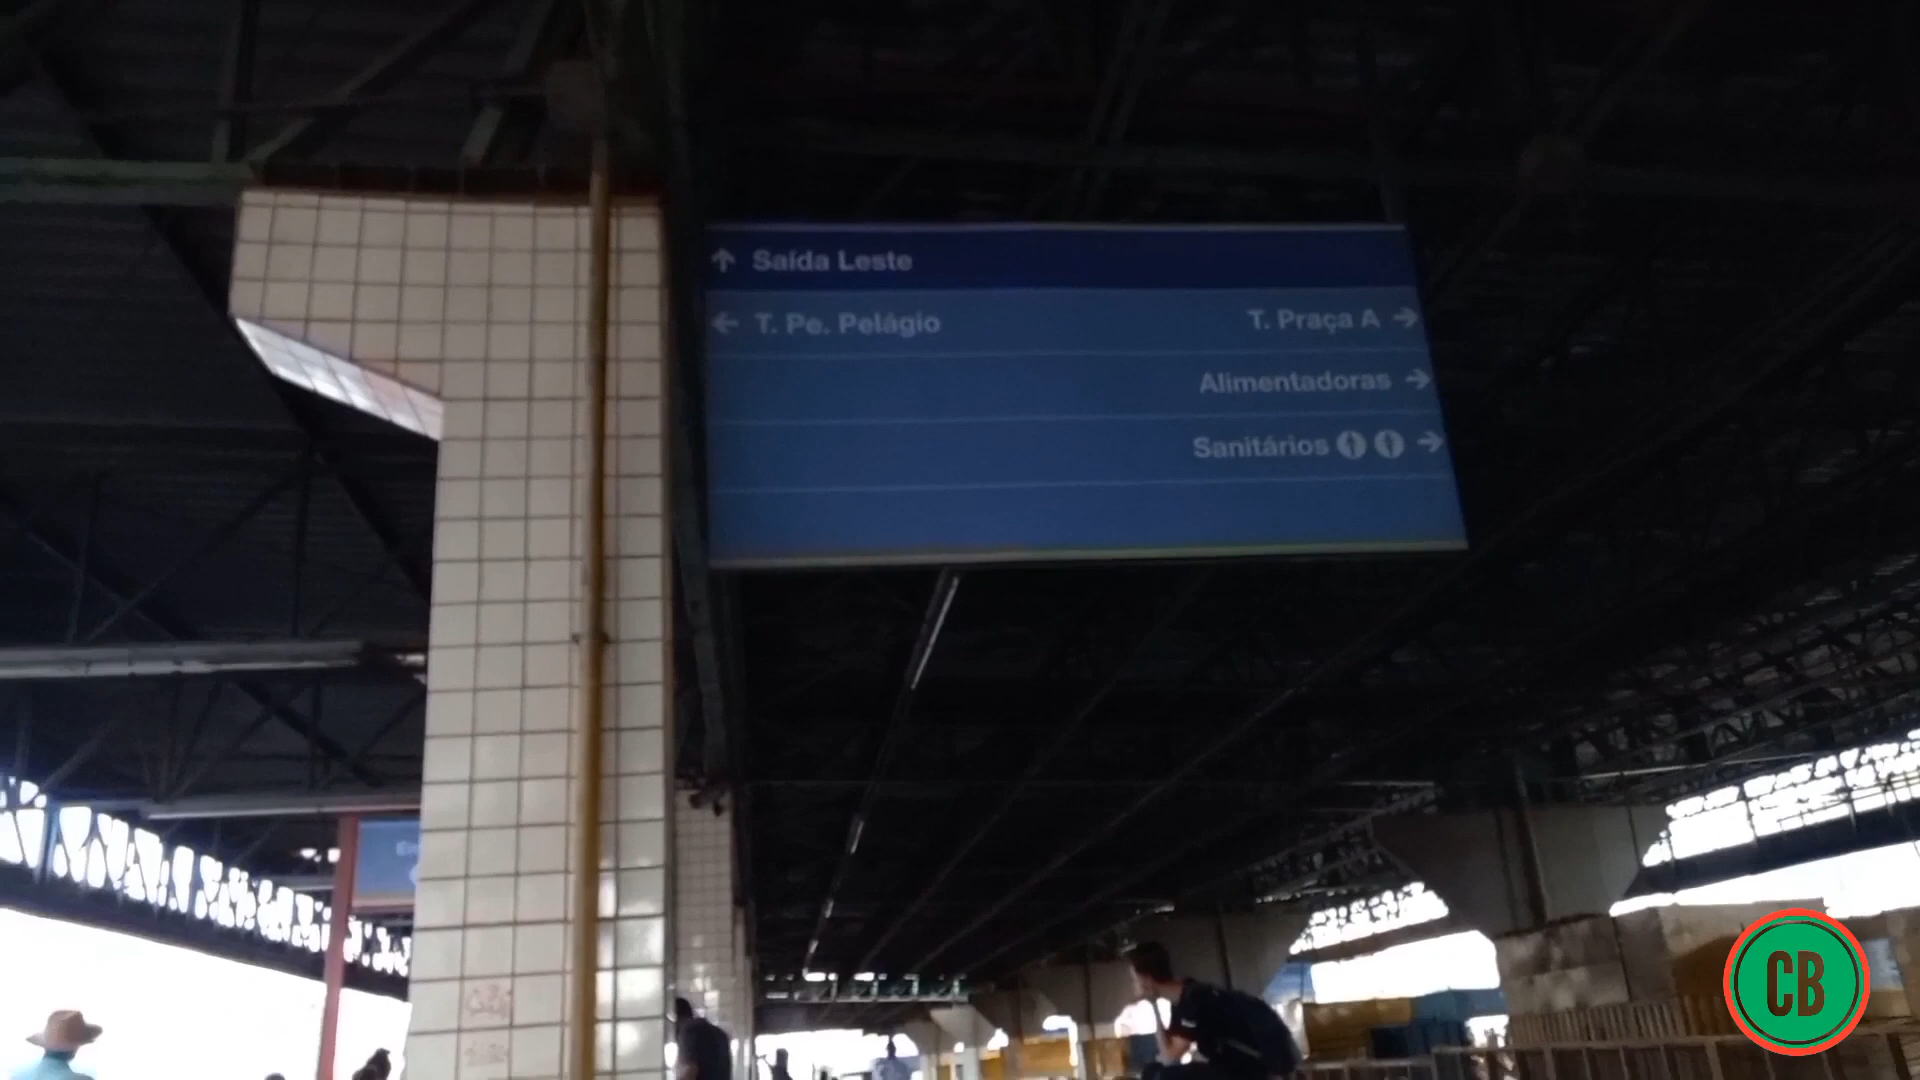 ↑ Saída Leste
← T. Pe. Pelágio
T. Praça A →
Alimentadoras →
Sanitários →
CB